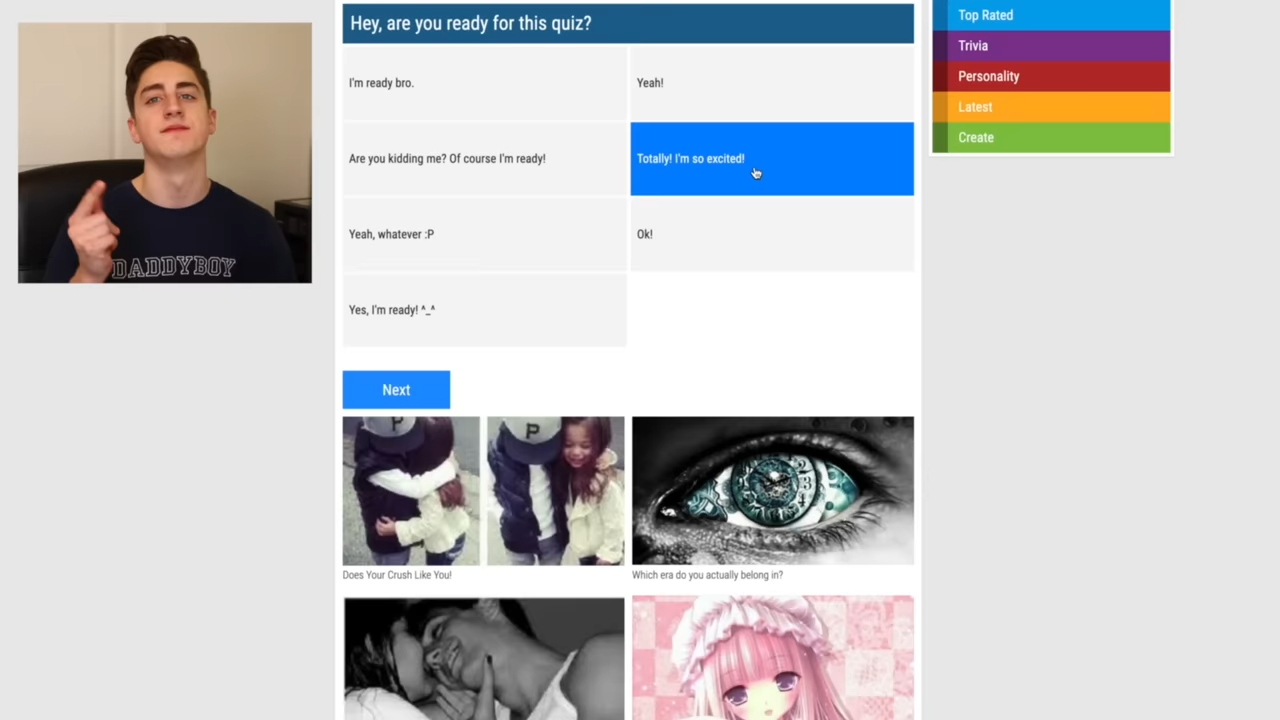 Hey, are you ready for this quiz?
I'm ready bro.
Yeah!
Are you kidding me? Of course I'm ready!
Totally! I'm so excited!
Yeah, whatever :P
Ok!
Yes, I'm ready! ^_^
Next
P
P
Does Your Crush Like You!
Which era do you actually belong in?
Top Rated
Trivia
Personality
Latest
Create
DADDYBOY